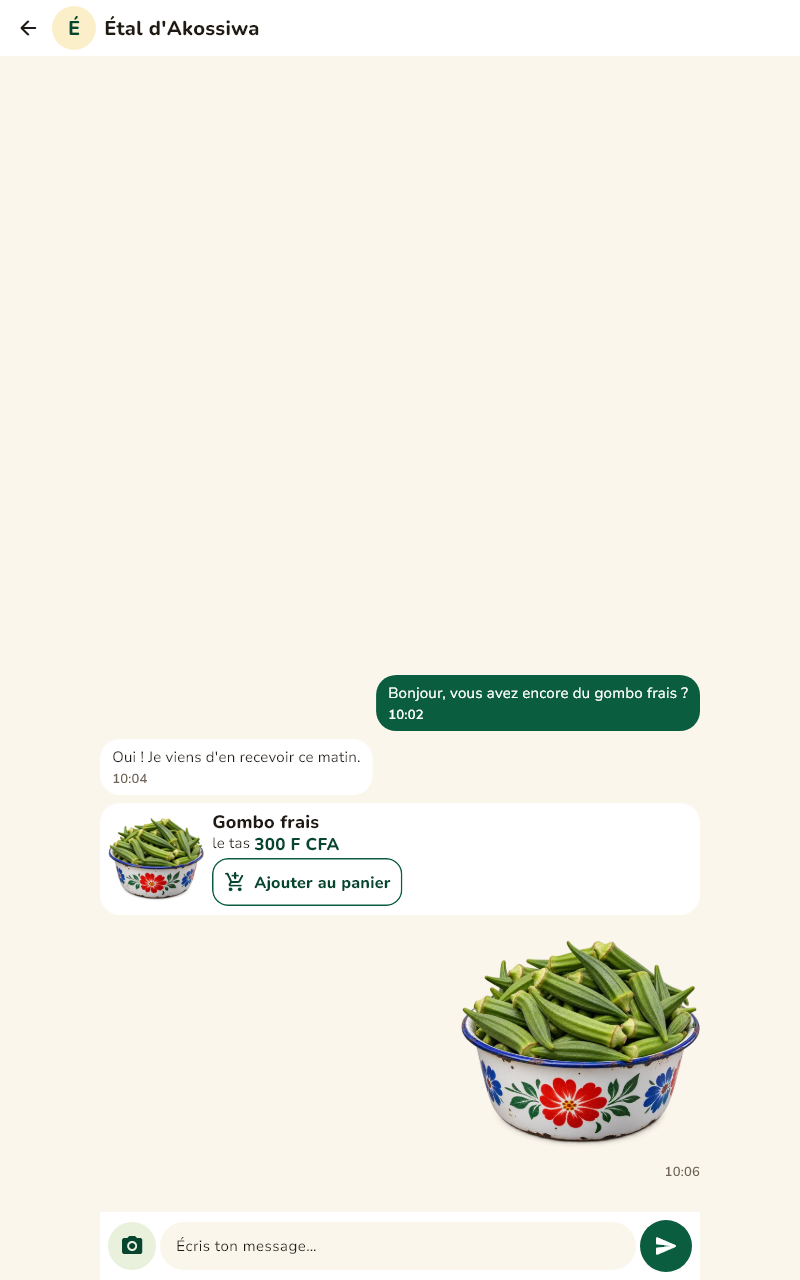 É
Étal d'Akossiwa
Bonjour, vous avez encore du gombo frais ?
10:02
Oui ! Je viens d'en recevoir ce matin.
10:04
Gombo frais
le tas 300 F CFA
Ajouter au panier
10:06
Écris ton message…